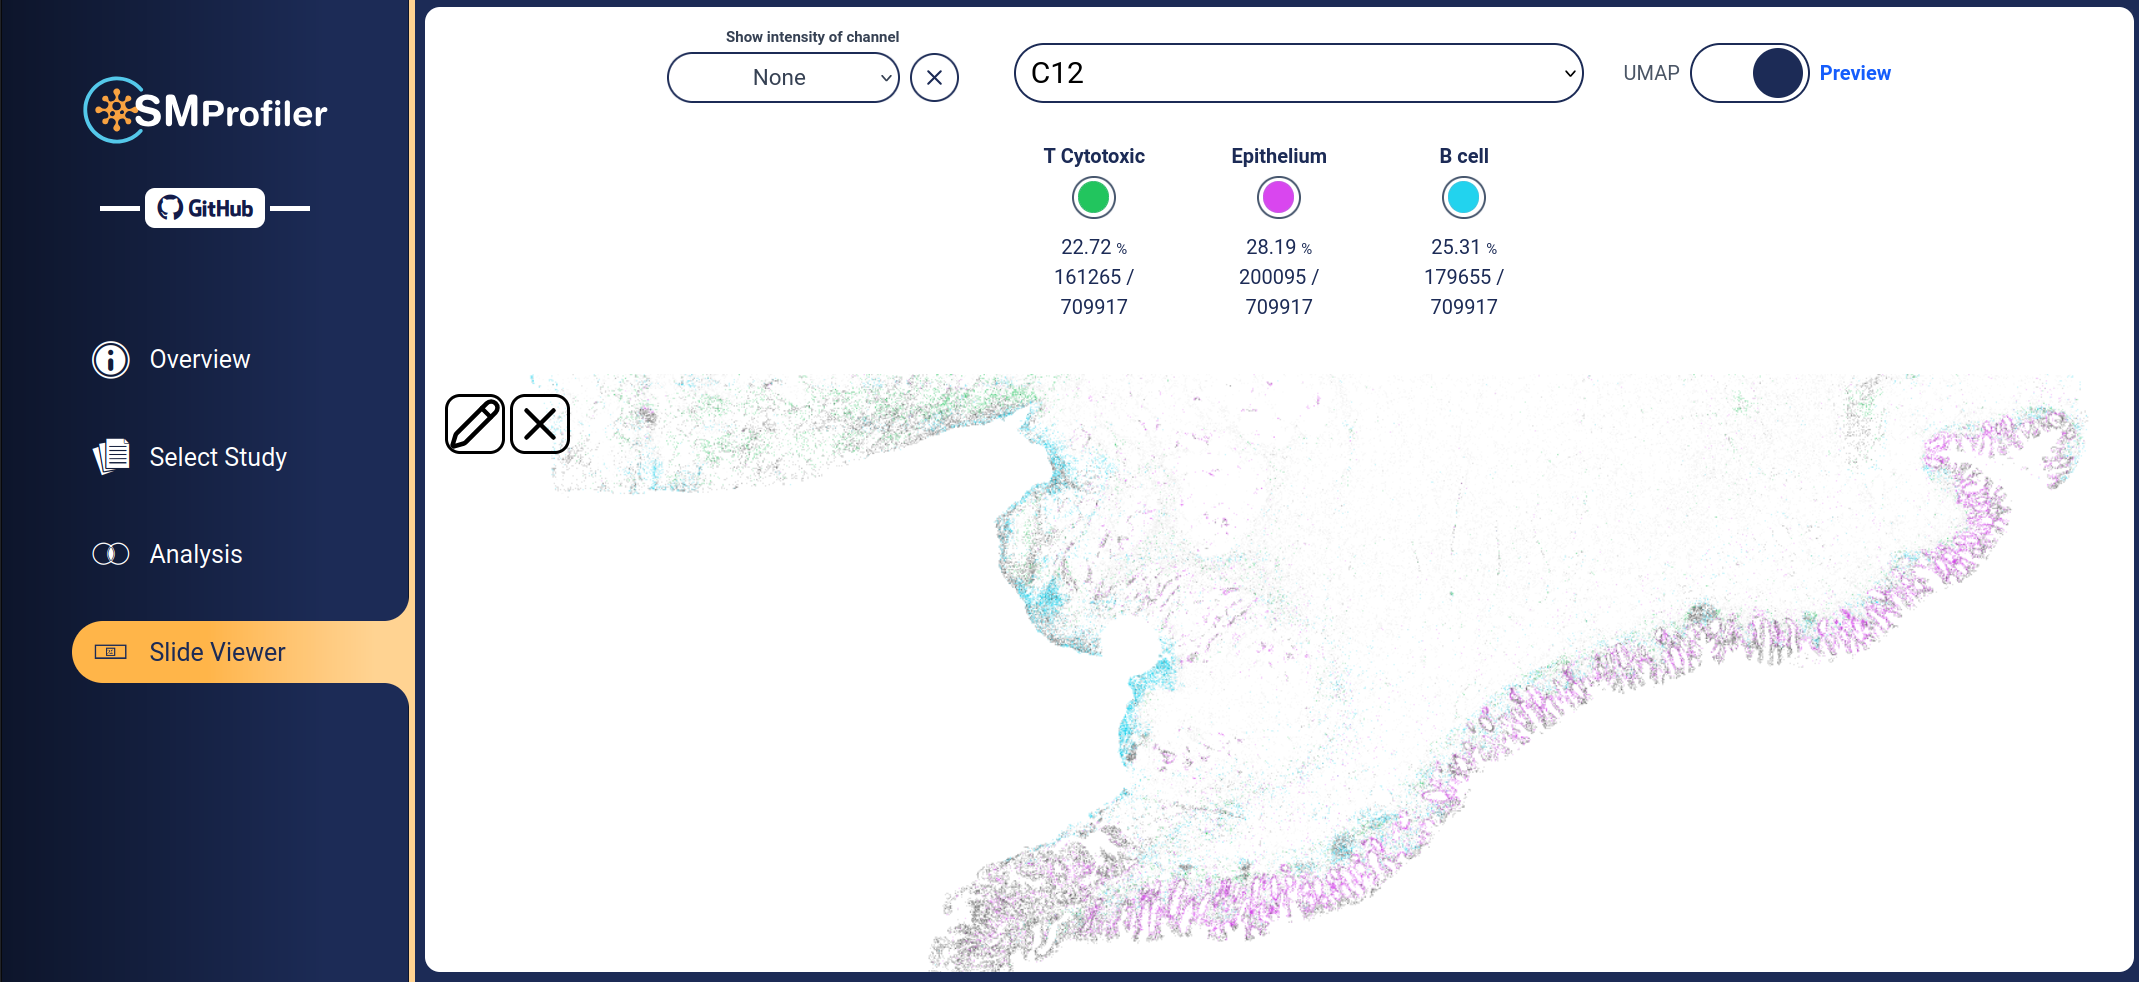 SMProfiler
GitHub
Overview
Select Study
Analysis
Slide Viewer
Show intensity of channel
None
C12
UMAP
Preview
T Cytotoxic
Epithelium
B cell
22.72 %
161265 /
709917
28.19 %
200095 /
709917
25.31 %
179655 /
709917